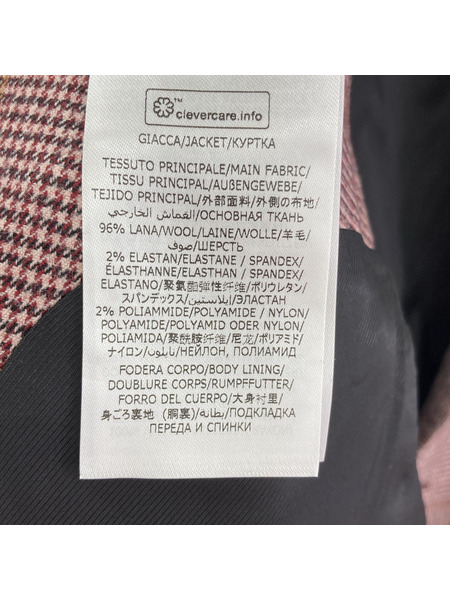 ™ clevercare.info
GIACCA/JACKET/КУРТКА
TESSUTO PRINCIPALE/MAIN FABRIC/
TISSU PRINCIPAL/AUßENGEWEBE/
TEJIDO PRINCIPAL/外部面料/外側の布地/
القماش الخارجي/ОСНОВНАЯ ТКАНЬ
96% LANA/WOOL/LAINE/WOLLE/羊毛/
صوف/ШЕРСТЬ
2% ELASTAN/ELASTANE / SPANDEX/
ÉLASTHANNE/ELASTHAN / SPANDEX/
ELASTANO/聚氨酯弹性纤维/ポリウレタン/
スパンデックス/إيلاستين/ЭЛАСТАН
2% POLIAMMIDE/POLYAMIDE / NYLON/
POLYAMIDE/POLYAMID ODER NYLON/
POLIAMIDA/聚酰胺纤维/尼龙/ポリアミド/
ナイロン/نايلون/НЕЙЛОН, ПОЛИАМИД
FODERA CORPO/BODY LINING/
DOUBLURE CORPS/RUMPFFUTTER/
FORRO DEL CUERPO/大身衬里/
身ごろ裏地 (胴裏)/بطانة/ПОДКЛАДКА
ПЕРЕДА И СПИНКИ